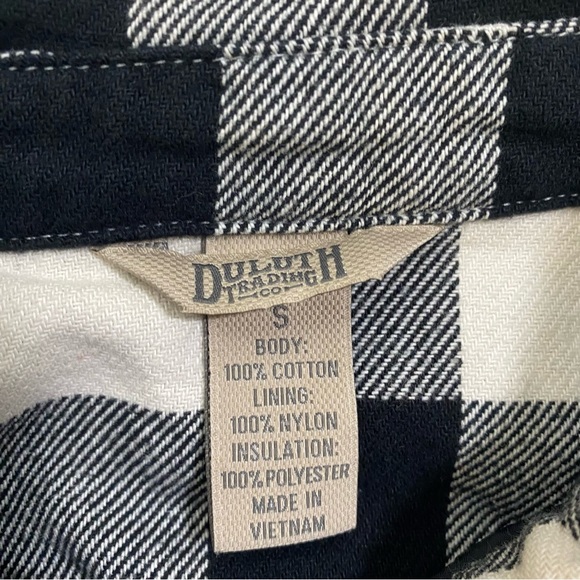 DULUTH
TRADING
CO
S
BODY:
100% COTTON
LINING:
100% NYLON
INSULATION:
100% POLYESTER
MADE IN
VIETNAM